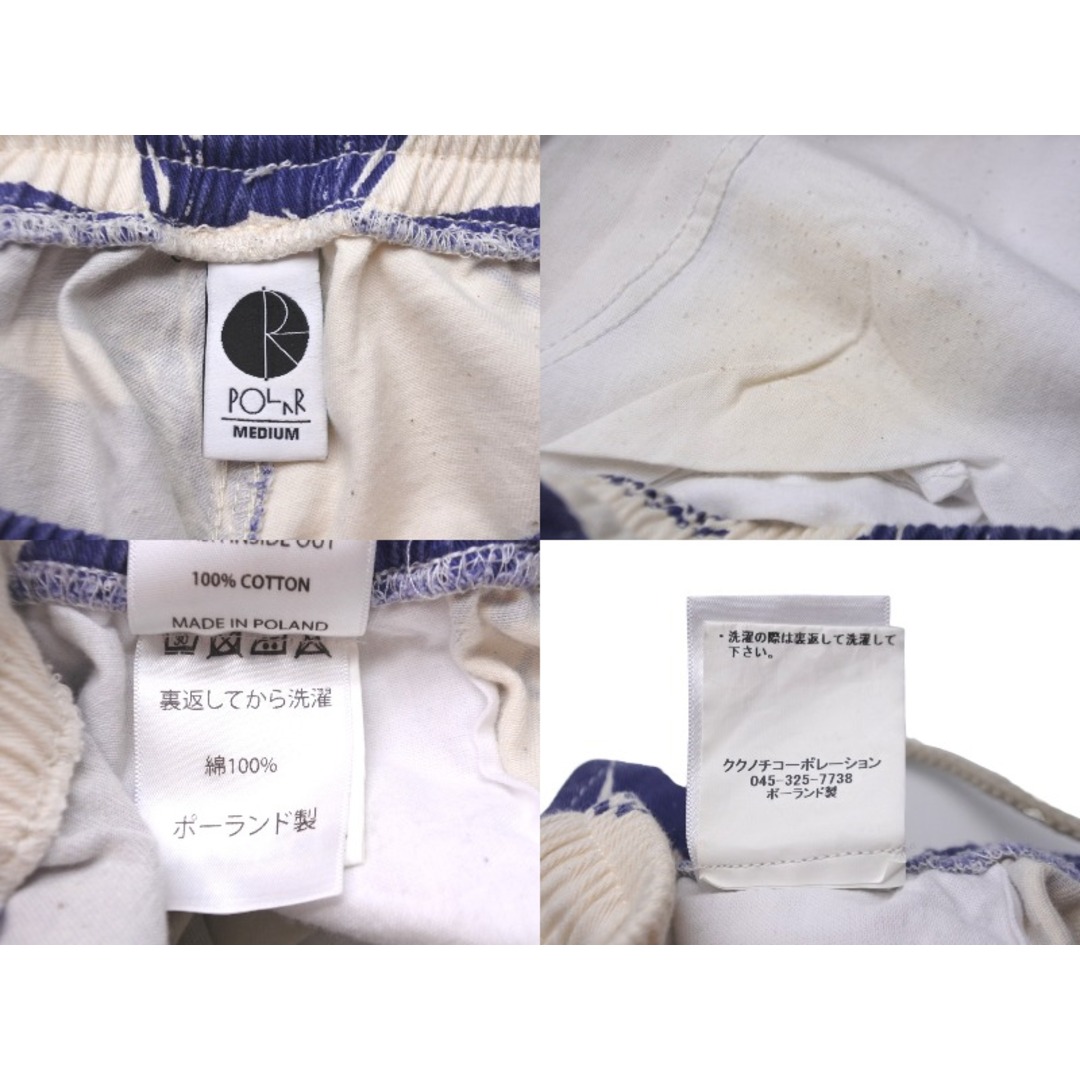 POLAR
MEDIUM
INSIDE OUT
100% COTTON
MADE IN POLAND
30
裏返してから洗濯
綿100%
ポーランド製
・洗濯の際は裏返して洗濯して
下さい。
ククノチコーポレーション
045-325-7738
ポーランド製